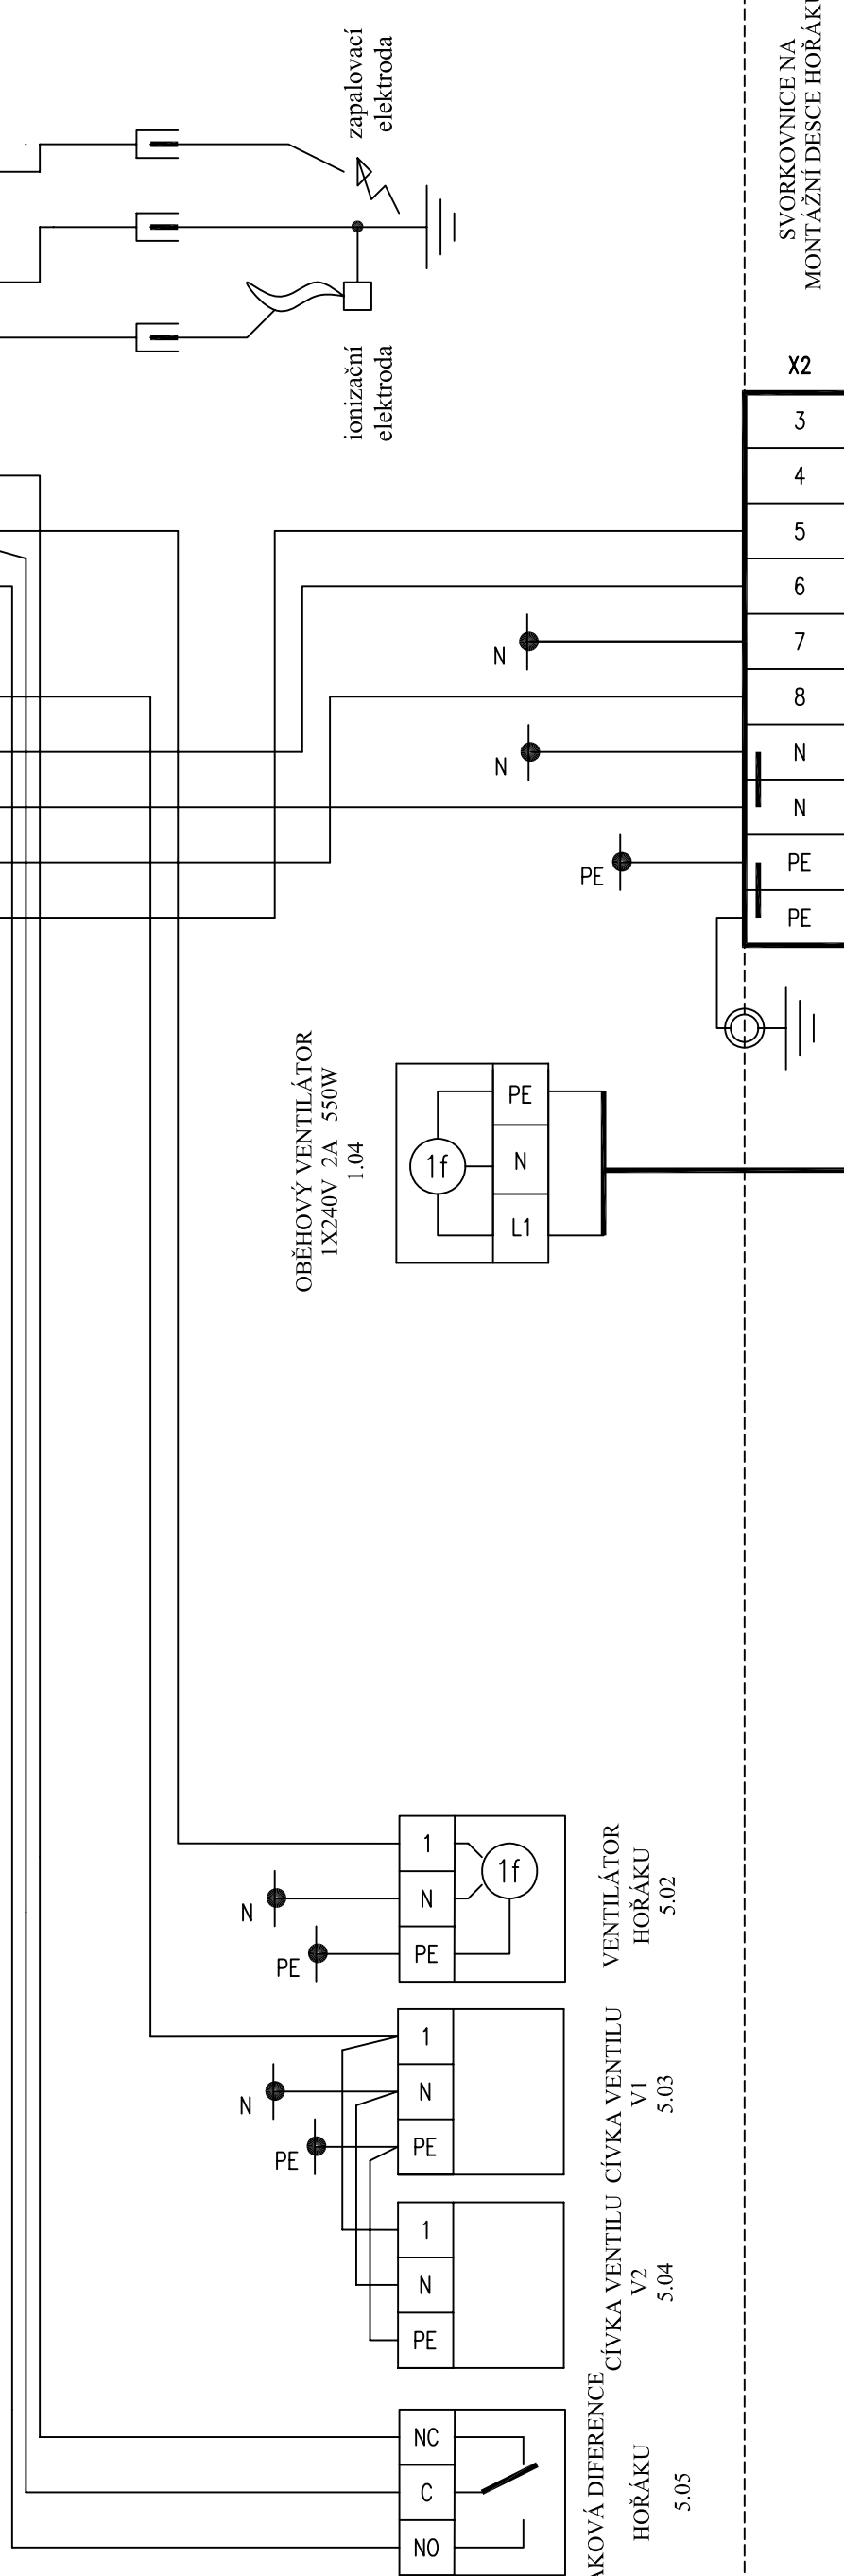 zapalovací
elektroda
SVORKOVNICE NA
MONTÁŽNÍ DESCE HOŘÁKU
ionizační
elektroda
X2
3
4
5
6
7
N
8
N
N
N
PE
PE
PE
OBĚHOVÝ VENTILÁTOR
1X240V 2A 550W
1.04
1f
PE
N
L1
1
N
PE
1f
N
PE
VENTILÁTOR
HOŘÁKU
5.02
1
N
PE
N
PE
CÍVKA VENTILU
V1
5.03
1
N
PE
CÍVKA VENTILU
V2
5.04
NC
C
NO
AKOVÁ DIFERENCE
HOŘÁKU
5.05